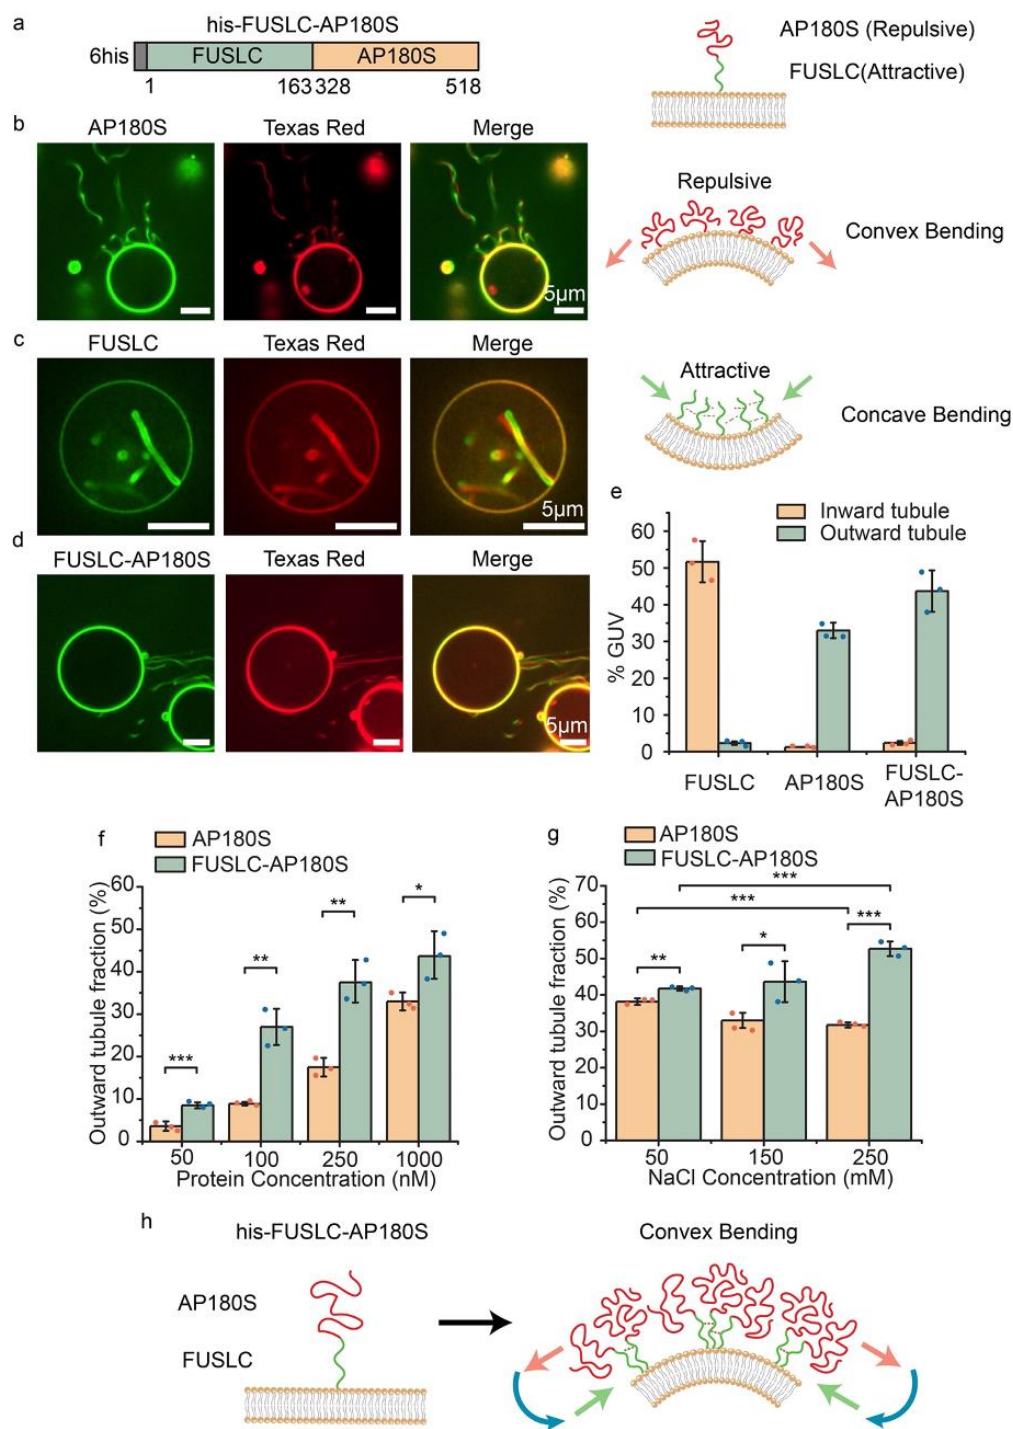 a
his-FUSLC-AP180S
6his FUSLC AP180S
1 163 328 518
AP180S (Repulsive)
FUSLC(Attractive)
b
AP180S Texas Red Merge
5μm
Repulsive
Convex Bending
c
FUSLC Texas Red Merge
5μm
Attractive
Concave Bending
d
FUSLC-AP180S Texas Red Merge
5μm
e
Inward tubule
Outward tubule
% GUV
60
50
40
30
20
10
0
FUSLC AP180S FUSLC-
AP180S
f
AP180S
FUSLC-AP180S
Outward tubule fraction (%)
60
50
40
30
20
10
0
*** ** ** *
50 100 250 1000
Protein Concentration (nM)
g
AP180S
FUSLC-AP180S
Outward tubule fraction (%)
70
60
50
40
30
20
10
0
***
***
** * ***
50 150 250
NaCl Concentration (mM)
h
his-FUSLC-AP180S Convex Bending
AP180S
FUSLC